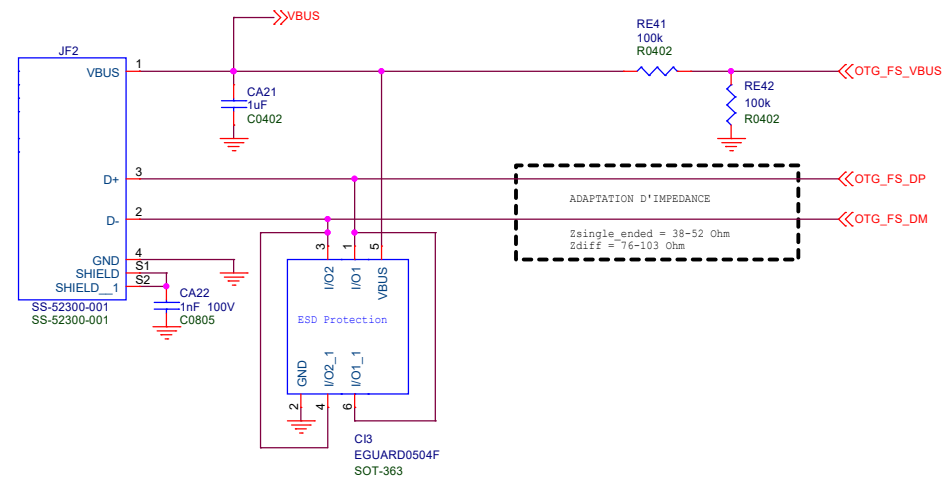 VBUS
JF2
RE41
100k
R0402
VBUS
1
OTG_FS_VBUS
CA21
1uF
C0402
RE42
100k
R0402
D+
3
OTG_FS_DP
ADAPTATION D'IMPEDANCE
D-
2
OTG_FS_DM
Zsingle_ended = 38-52 Ohm
Zdiff = 76-103 Ohm
GND
4
SHIELD
S1
SHIELD__1
S2
SS-52300-001
SS-52300-001
CA22
1nF 100V
C0805
3
1
5
I/O2
I/O1
VBUS
ESD Protection
GND
I/O2_1
I/O1_1
2
4
6
CI3
EGUARD0504F
SOT-363